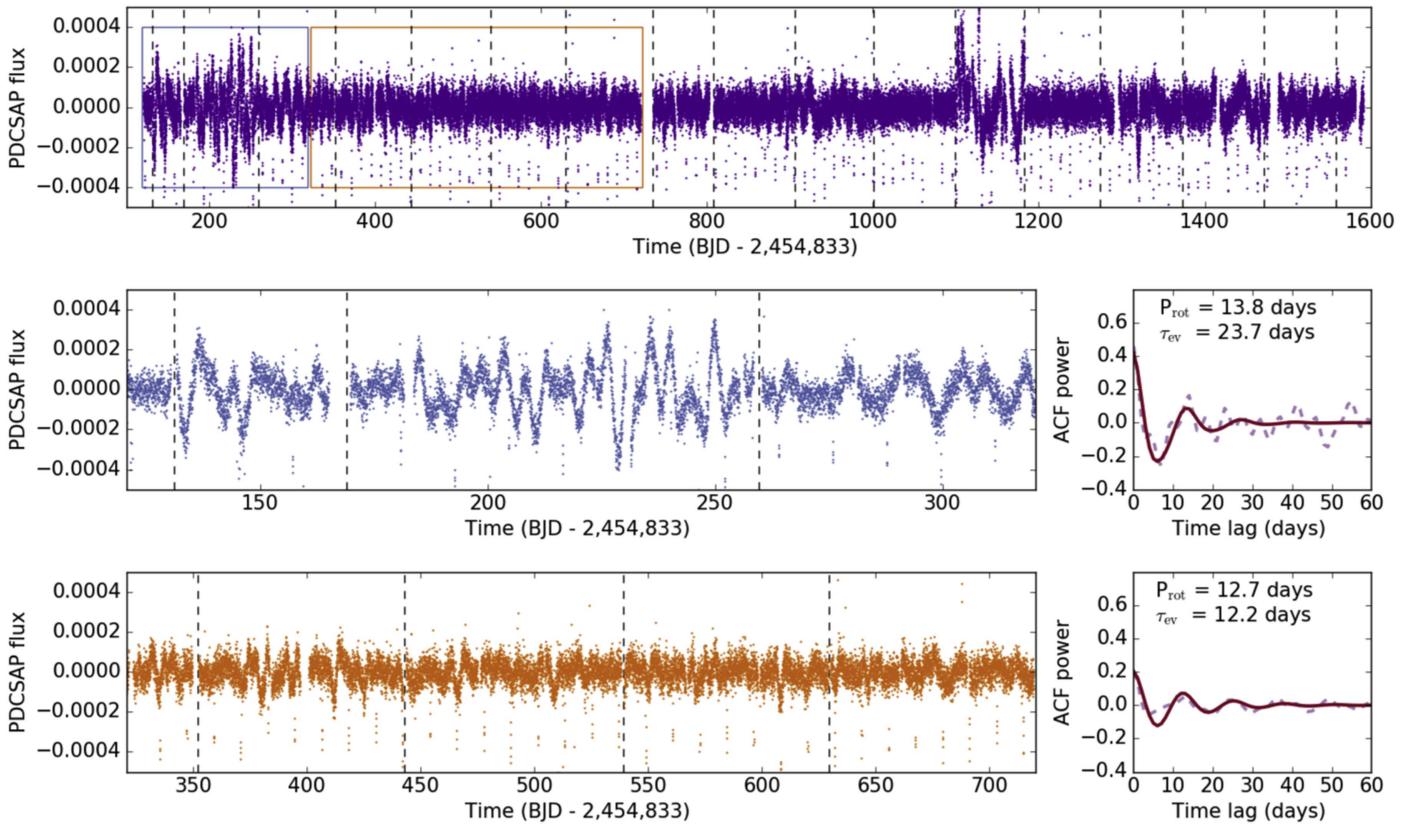 PDCSAP flux
0.0004
0.0002
0.0000
−0.0002
−0.0004
200 400 600 800 1000 1200 1400 1600
Time (BJD - 2,454,833)
PDCSAP flux
0.0004
0.0002
0.0000
−0.0002
−0.0004
150 200 250 300
Time (BJD - 2,454,833)
ACF power
0.6
0.4
0.2
0.0
−0.2
−0.4
P_rot = 13.8 days
τ_ev = 23.7 days
0 10 20 30 40 50 60
Time lag (days)
PDCSAP flux
0.0004
0.0002
0.0000
−0.0002
−0.0004
350 400 450 500 550 600 650 700
Time (BJD - 2,454,833)
ACF power
0.6
0.4
0.2
0.0
−0.2
−0.4
P_rot = 12.7 days
τ_ev = 12.2 days
0 10 20 30 40 50 60
Time lag (days)